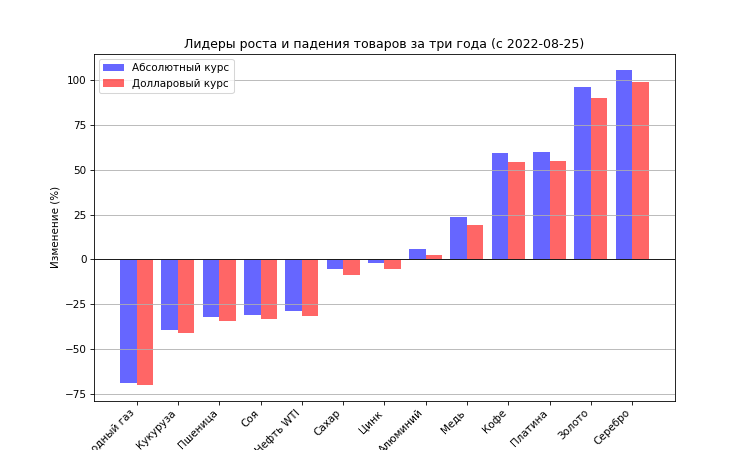 Лидеры роста и падения товаров за три года (с 2022-08-25)
Абсолютный курс
Долларовый курс
Изменение (%)
100
75
50
25
0
−25
−50
−75
одный газ
Кукуруза
Пшеница
Соя
Нефть WTI
Сахар
Цинк
Алюминий
Медь
Кофе
Платина
Золото
Серебро